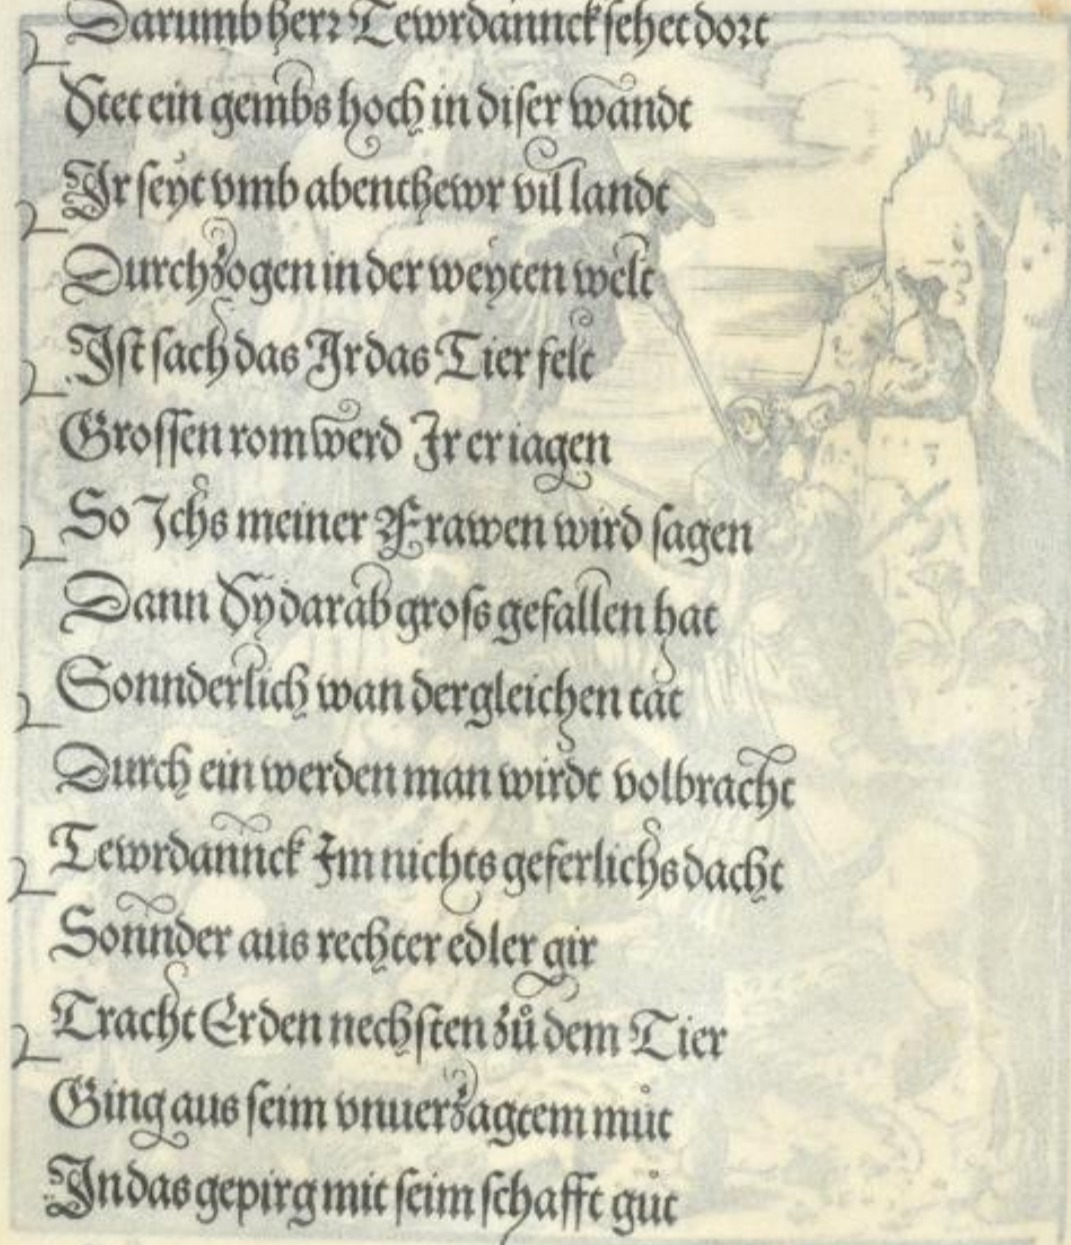 Darumb herr Tewrdannck sehet dort
Stet ein gembs hoch in diser wandt
Ir seyt vmb abenthewr vil landt
Durchzogen in der weyten welt
Ist sach das Ir das Tier felt
Grossen rom werd Ir eriagen
So Ichs meiner Frawen wird sagen
Dann Sy darab gross gefallen hat
Sonnderlich wan dergleichen tat
Durch ein werden man wirdt volbracht
Tewrdannck Im nichts geferlichs dacht
Sonnder aus rechter edler gir
Tracht Er den nechsten zů dem Tier
Ging aus seim vnuerzagtem můt
In das gepirg mit seim schafft gůt